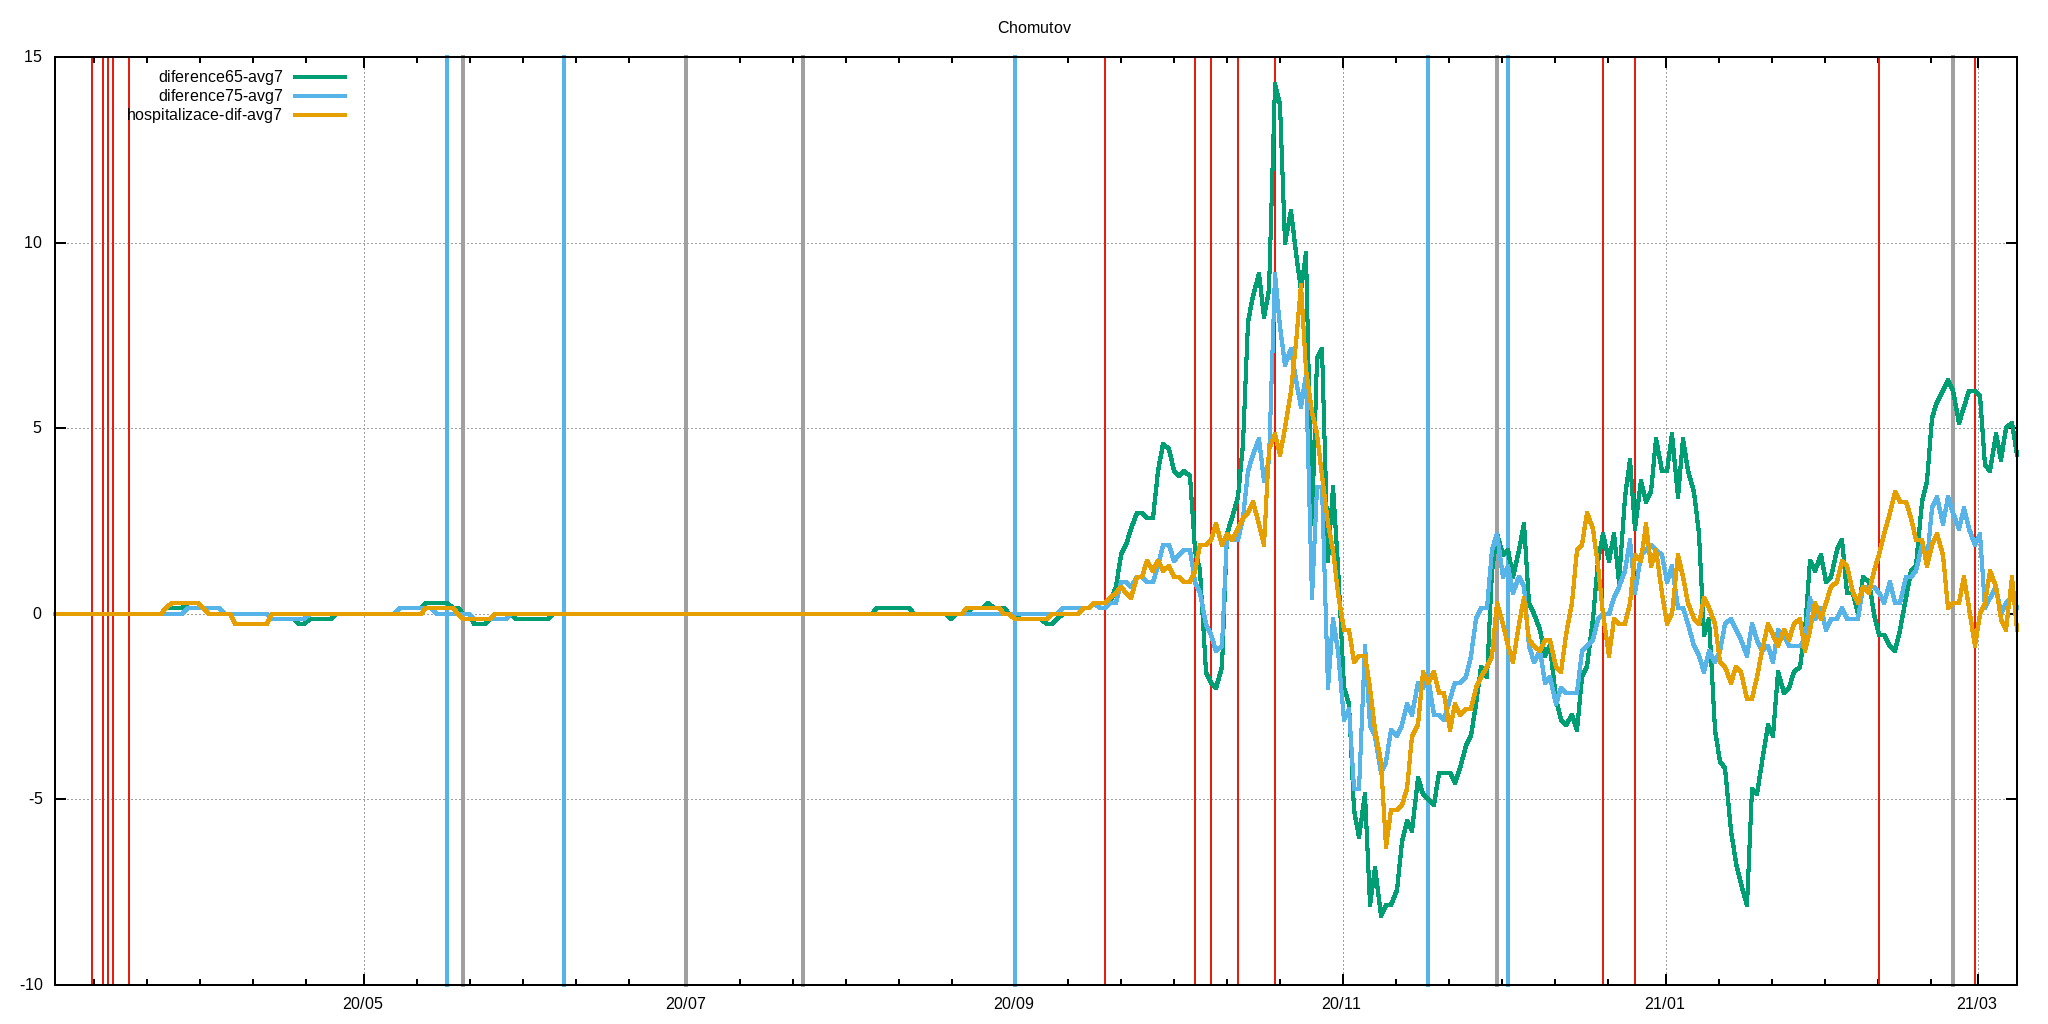 Chomutov
15
diference65-avg7
diference75-avg7
hospitalizace-dif-avg7
10
5
0
-5
-10
20/05 20/07 20/09 20/11 21/01 21/03